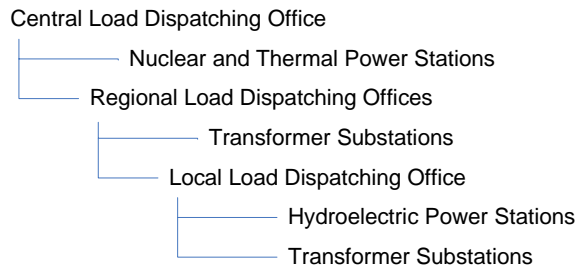 Central Load Dispatching Office
Nuclear and Thermal Power Stations
Regional Load Dispatching Offices
Transformer Substations
Local Load Dispatching Office
Hydroelectric Power Stations
Transformer Substations